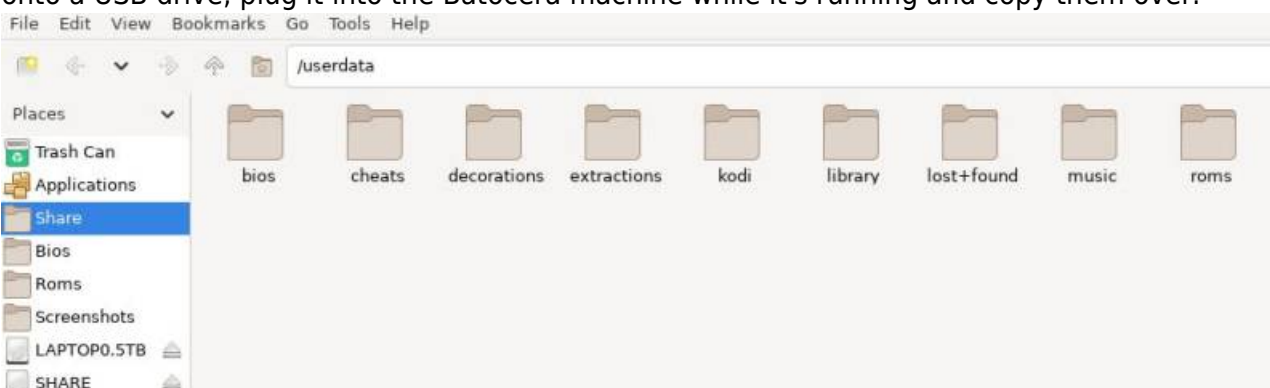 onto a USB drive, plug it into the Batocera machine while it's running and copy them over.
File Edit View Bookmarks Go Tools Help
/userdata
Places
Trash Can
Applications
Share
Bios
Roms
Screenshots
LAPTOP0.5TB
SHARE
bios cheats decorations extractions kodi library lost+found music roms